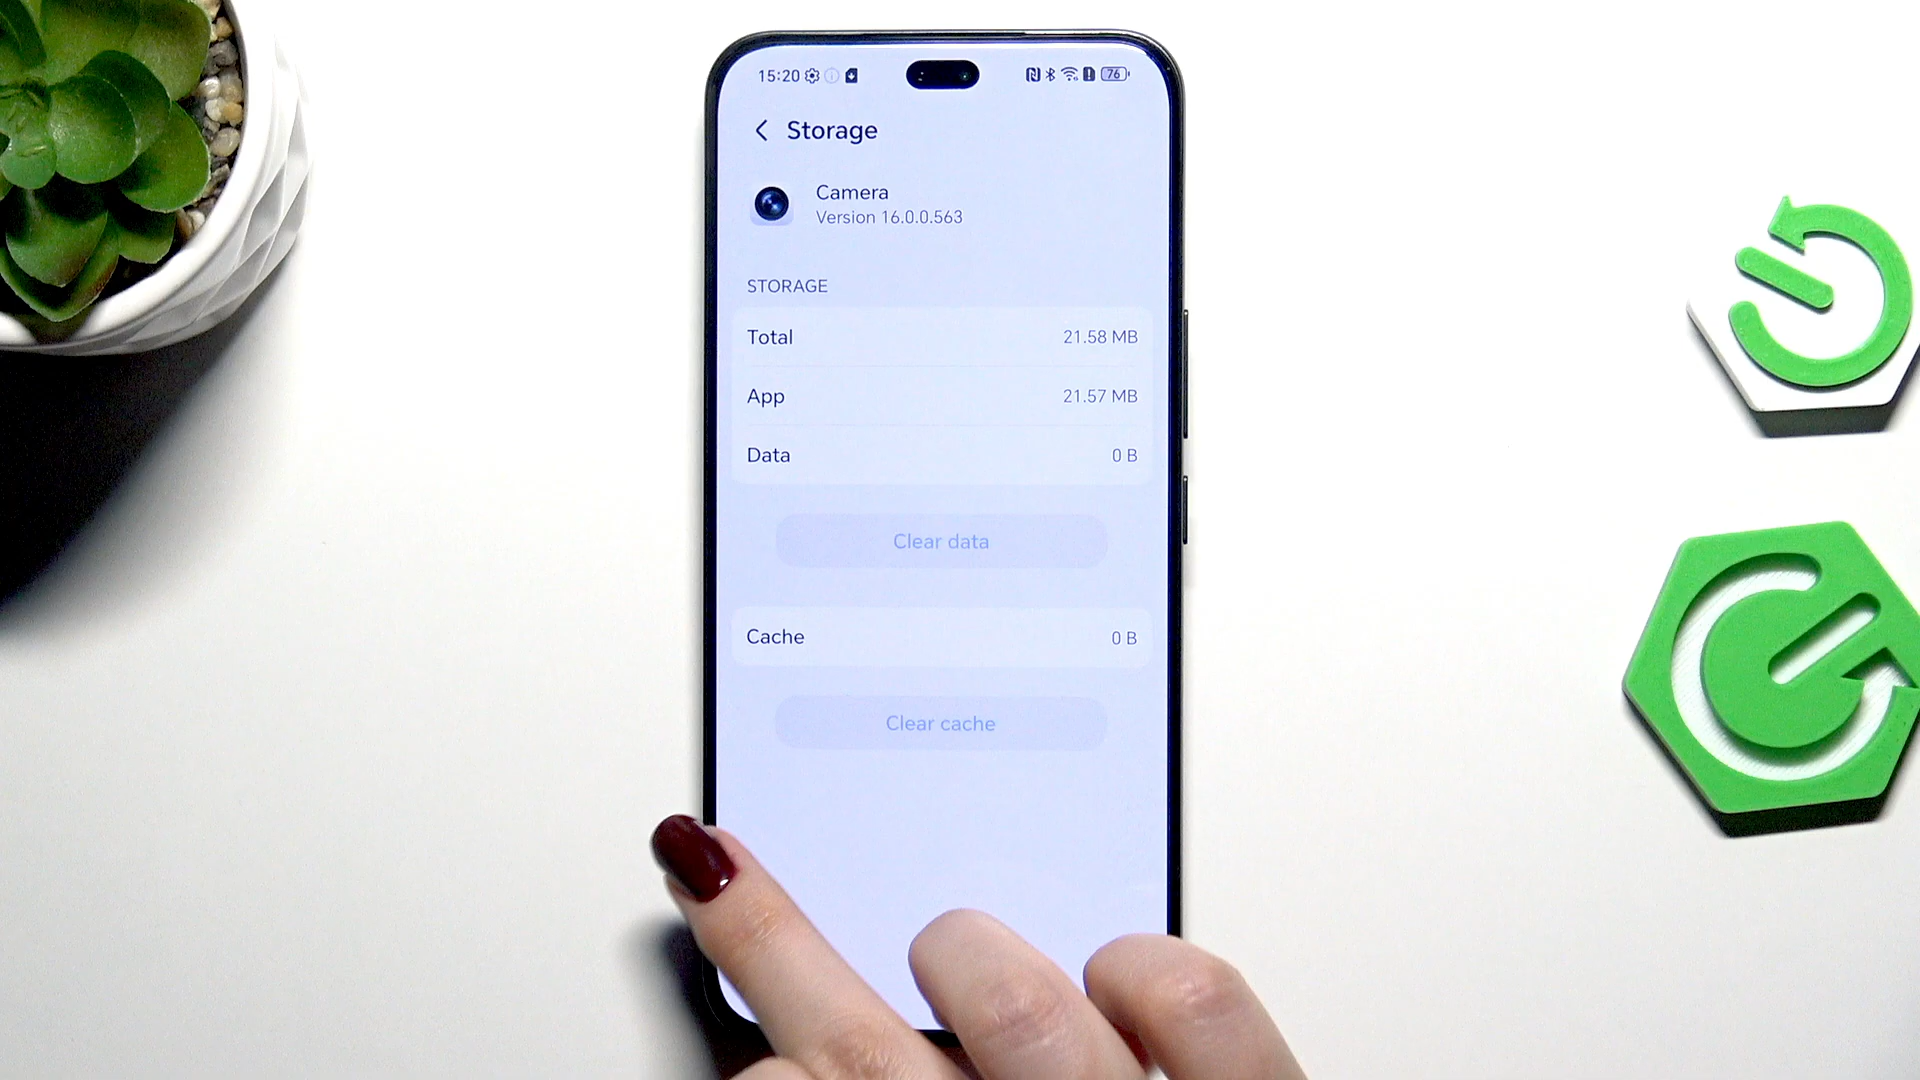 15:20 76
Storage
Camera
Version 16.0.0.563
STORAGE
Total 21.58 MB
App 21.57 MB
Data 0 B
Clear data
Cache 0 B
Clear cache